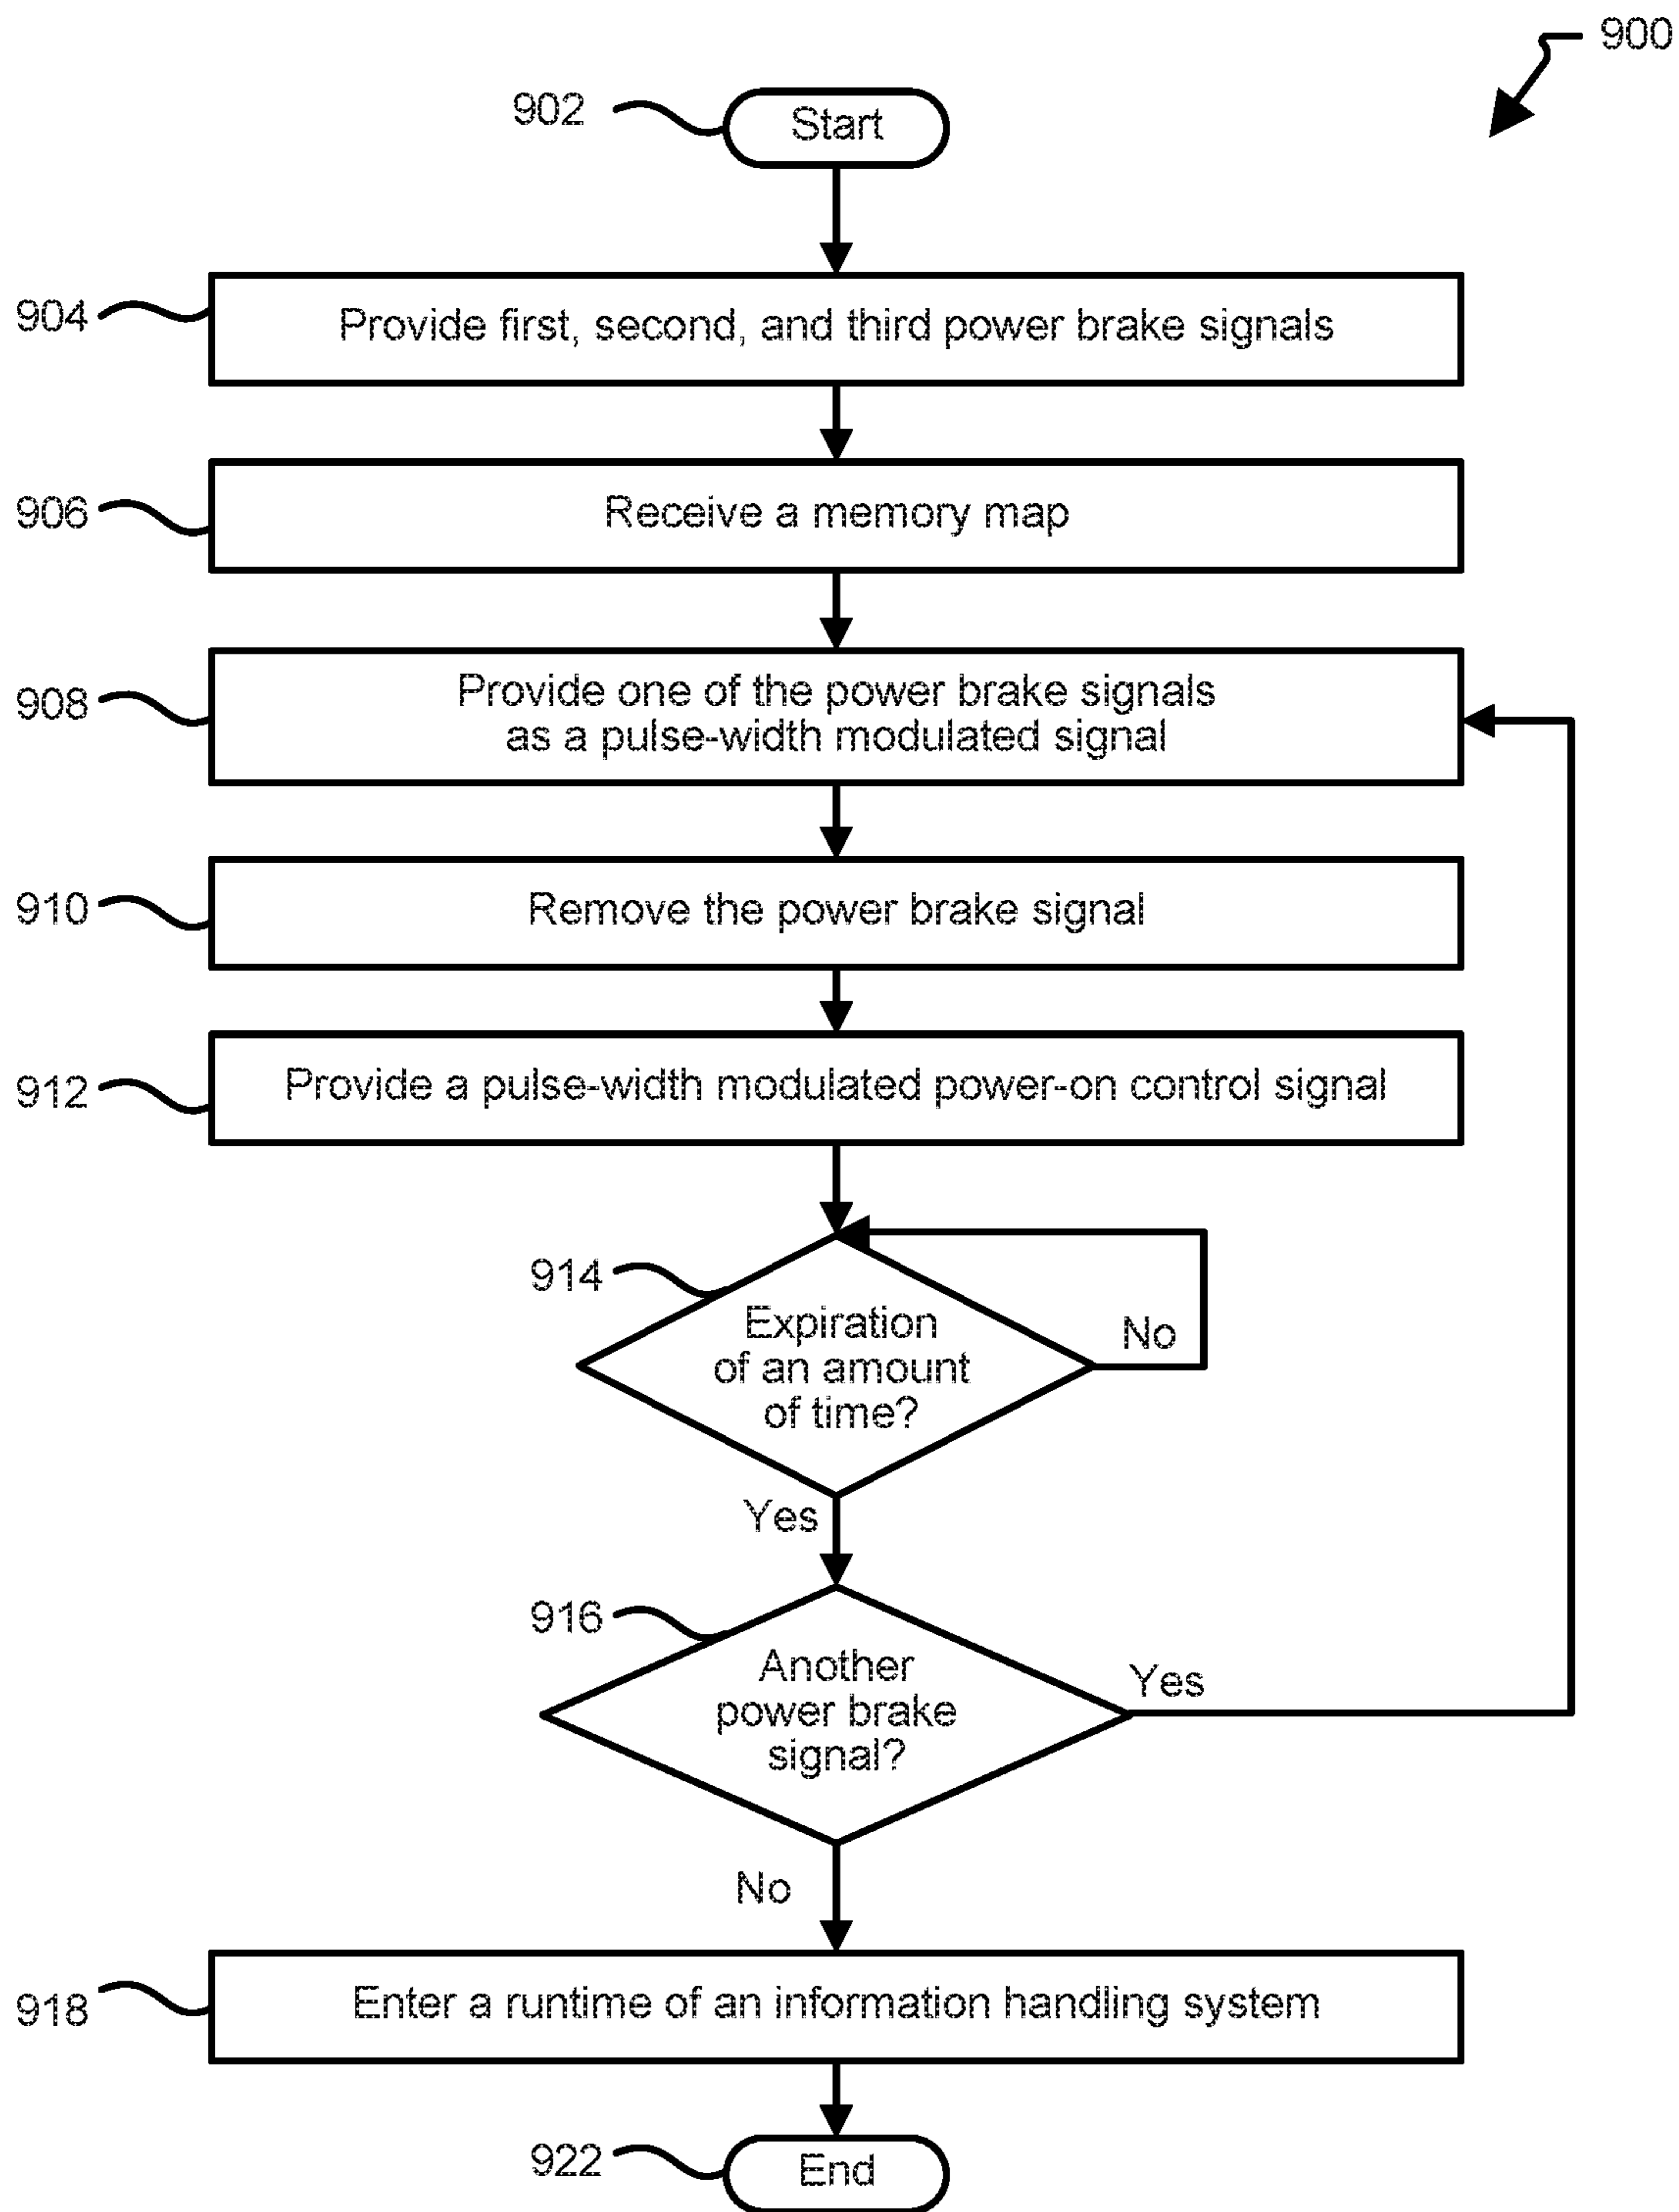 900
902
Start
904
Provide first, second, and third power brake signals
906
Receive a memory map
908
Provide one of the power brake signals
as a pulse-width modulated signal
910
Remove the power brake signal
912
Provide a pulse-width modulated power-on control signal
914
Expiration
of an amount
of time?
No
Yes
916
Another
power brake
signal?
Yes
No
918
Enter a runtime of an information handling system
922
End